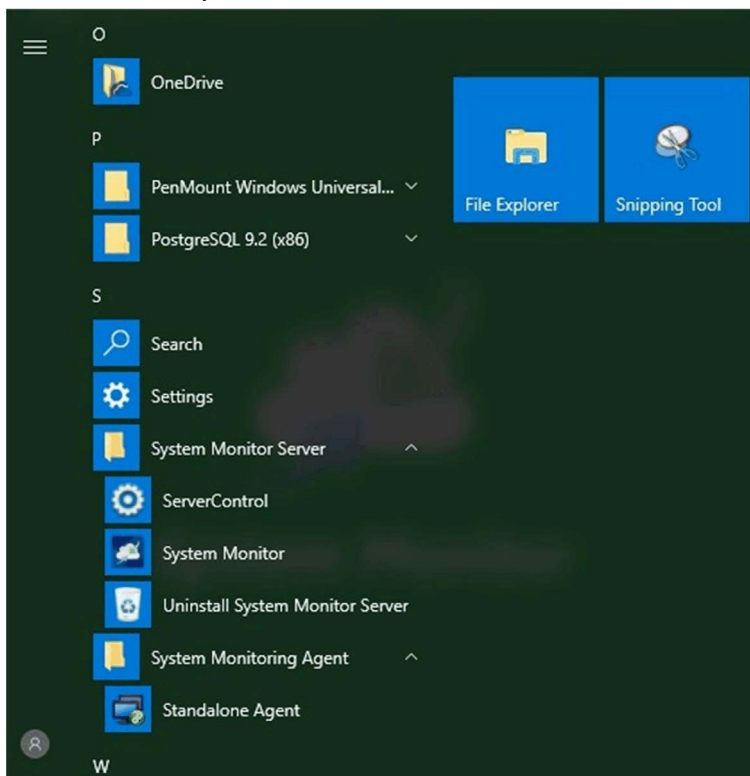 O
OneDrive
P
PenMount Windows Universal...
PostgreSQL 9.2 (x86)
S
Search
Settings
System Monitor Server
ServerControl
System Monitor
Uninstall System Monitor Server
System Monitoring Agent
Standalone Agent
W
File Explorer
Snipping Tool